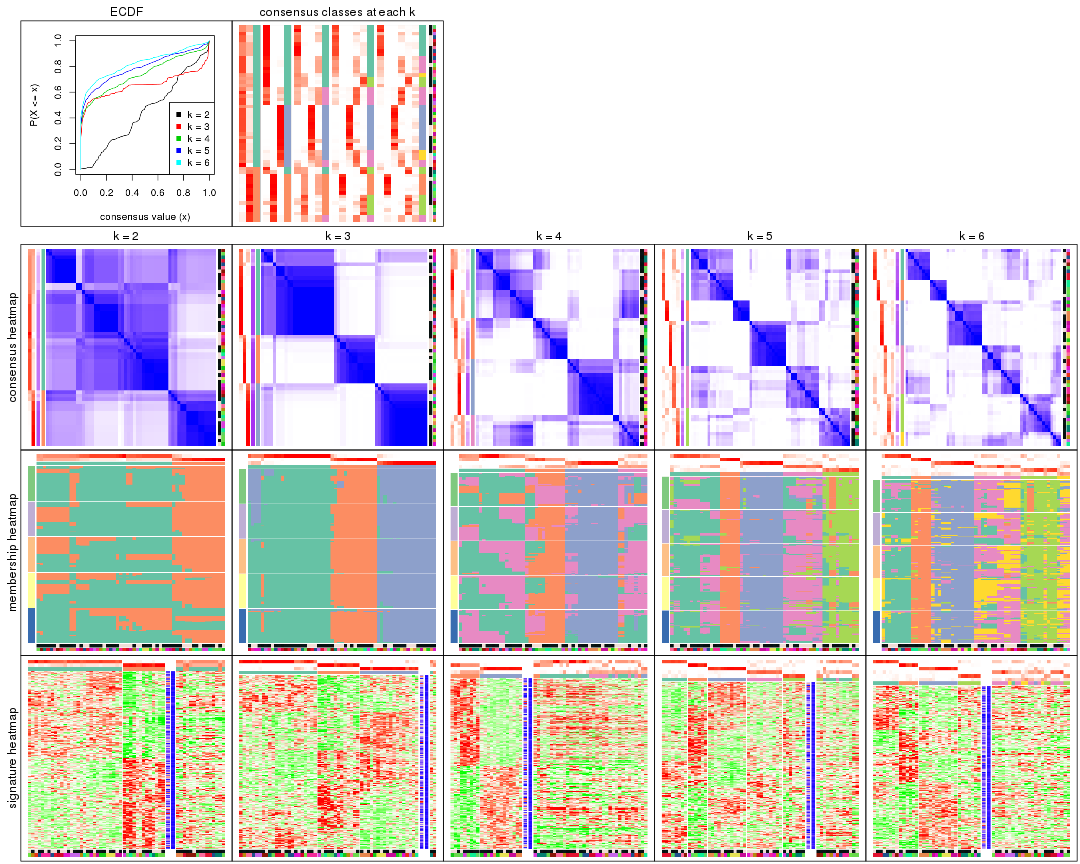 ECDF
consensus classes at each k
P(X <= x)
0.0
0.2
0.4
0.6
0.8
1.0
k = 2
k = 3
k = 4
k = 5
k = 6
0.0 0.2 0.4 0.6 0.8 1.0
consensus value (x)
k = 2
k = 3
k = 4
k = 5
k = 6
consensus heatmap
membership heatmap
signature heatmap